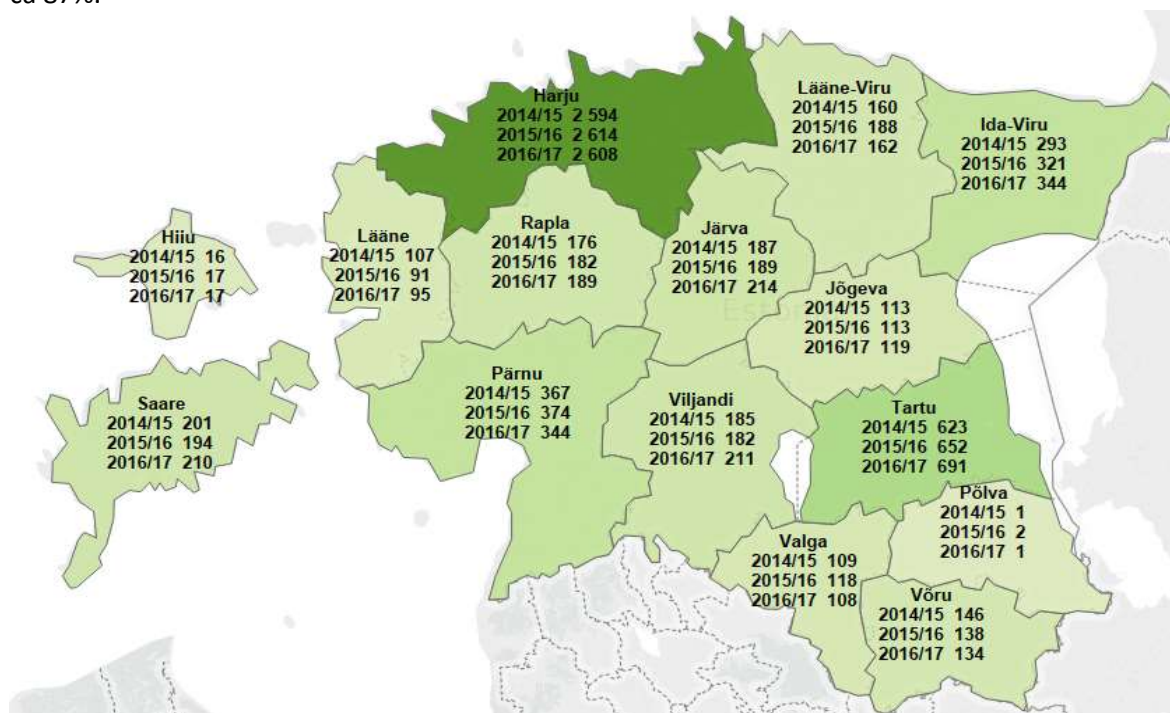 Harju
2014/15 2 594
2015/16 2 614
2016/17 2 608
Lääne-Viru
2014/15 160
2015/16 188
2016/17 162
Ida-Viru
2014/15 293
2015/16 321
2016/17 344
Hiiu
2014/15 16
2015/16 17
2016/17 17
Lääne
2014/15 107
2015/16 91
2016/17 95
Rapla
2014/15 176
2015/16 182
2016/17 189
Järva
2014/15 187
2015/16 189
2016/17 214
Jõgeva
2014/15 113
2015/16 113
2016/17 119
Saare
2014/15 201
2015/16 194
2016/17 210
Pärnu
2014/15 367
2015/16 374
2016/17 344
Viljandi
2014/15 185
2015/16 182
2016/17 211
Tartu
2014/15 623
2015/16 652
2016/17 691
Põlva
2014/15 1
2015/16 2
2016/17 1
Valga
2014/15 109
2015/16 118
2016/17 108
Võru
2014/15 146
2015/16 138
2016/17 134